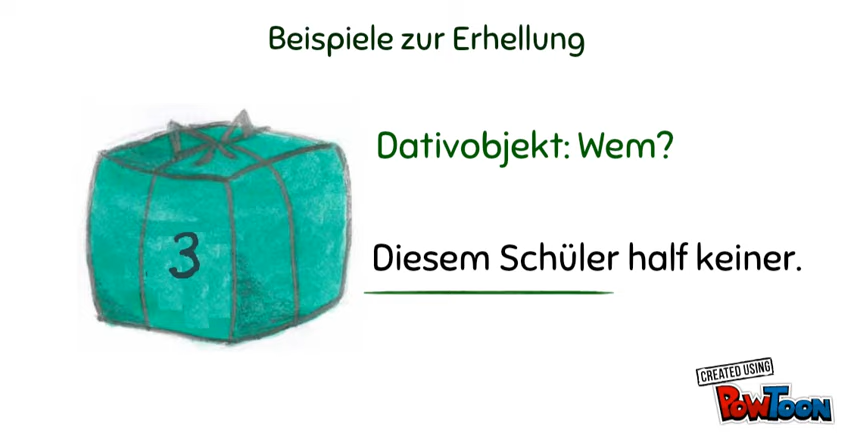 Beispiele zur Erhellung
Dativobjekt: Wem?
3
Diesem Schüler half keiner.
CREATED USING
PowToon